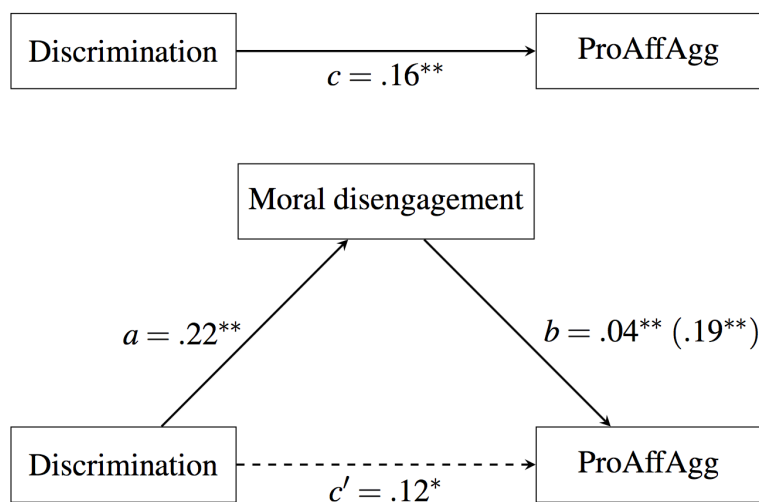 Discrimination
ProAffAgg
c = .16**
Moral disengagement
a = .22**
b = .04** (.19**)
Discrimination
ProAffAgg
c′ = .12*